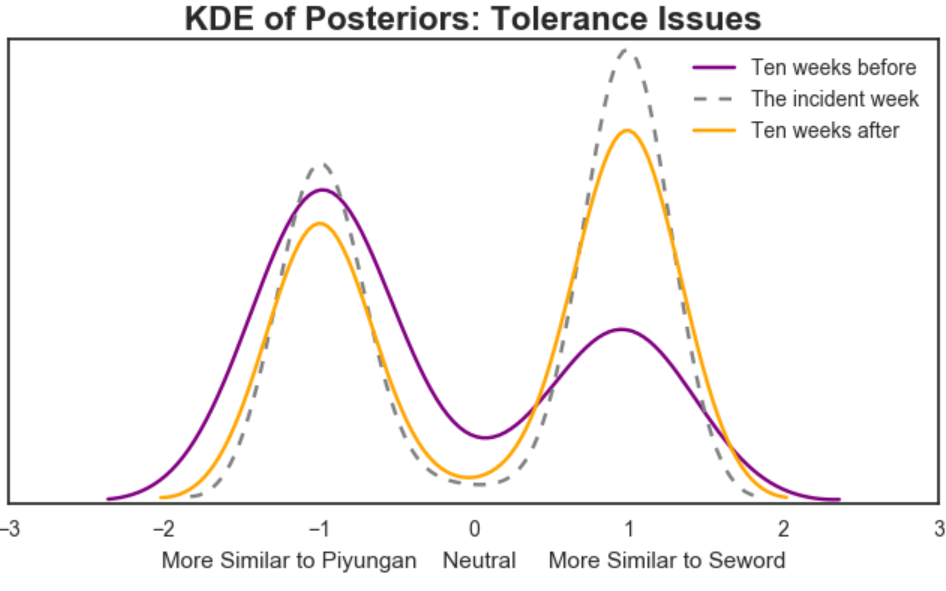 KDE of Posteriors: Tolerance Issues
Ten weeks before
The incident week
Ten weeks after
−3 −2 −1 0 1 2 3
More Similar to Piyungan Neutral More Similar to Seword